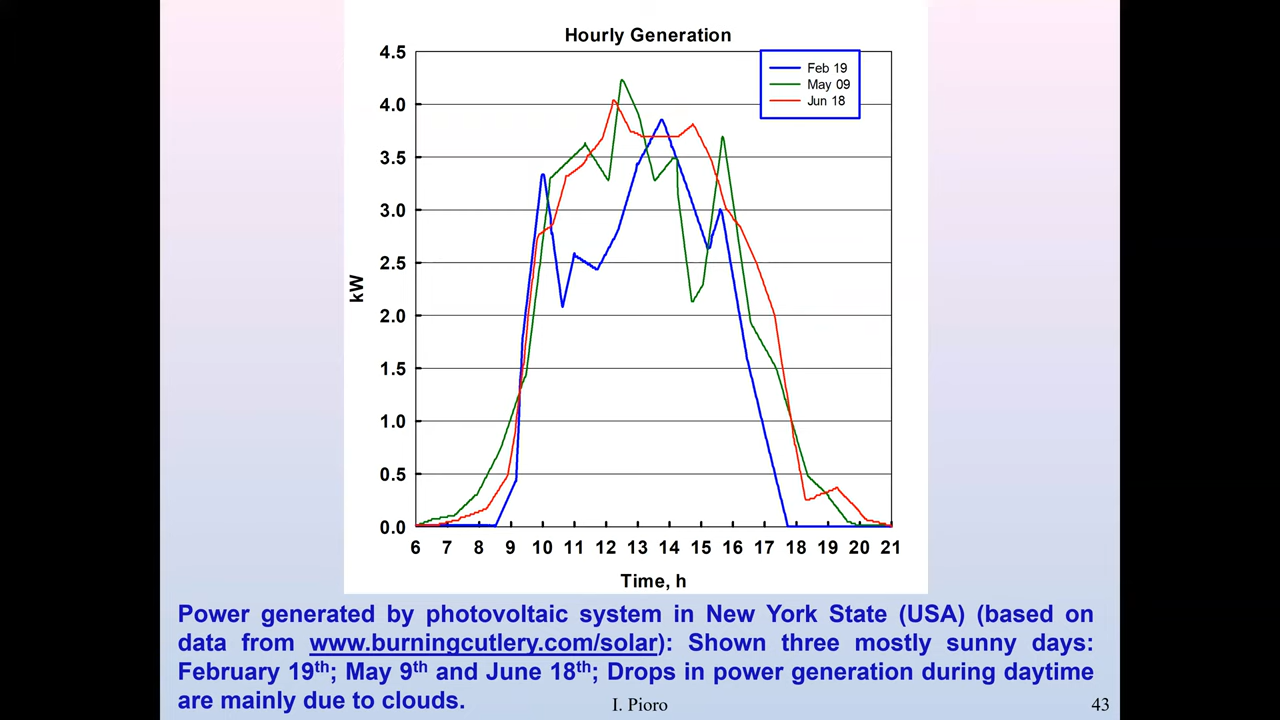 Hourly Generation
Feb 19
May 09
Jun 18
4.5
4.0
3.5
3.0
2.5
2.0
1.5
1.0
0.5
0.0
kW
6 7 8 9 10 11 12 13 14 15 16 17 18 19 20 21
Time, h
Power generated by photovoltaic system in New York State (USA) (based on
data from www.burningcutlery.com/solar): Shown three mostly sunny days:
February 19th; May 9th and June 18th; Drops in power generation during daytime
are mainly due to clouds.
I. Pioro
43